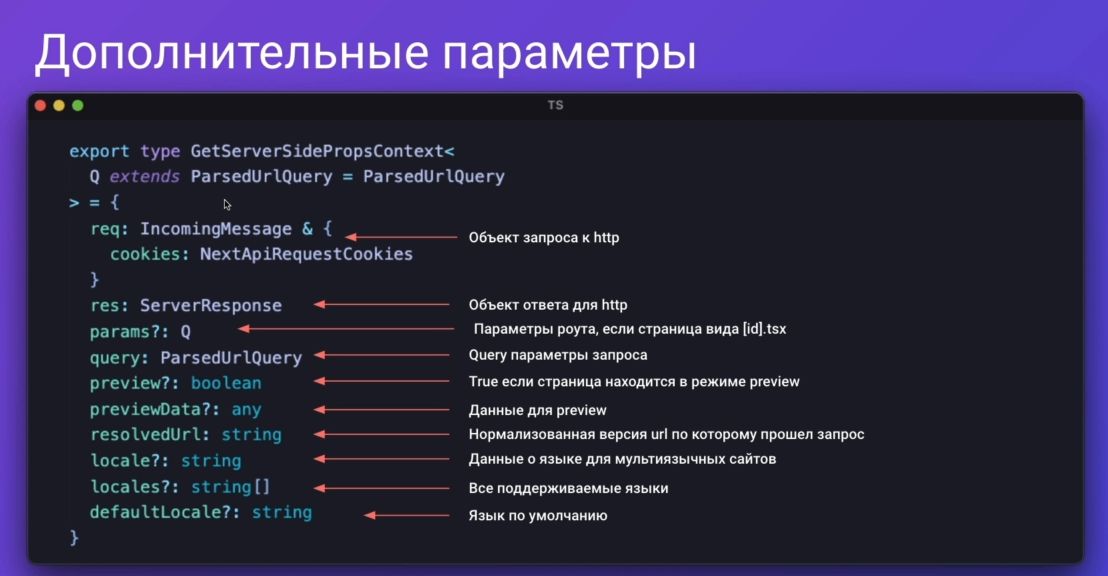 Дополнительные параметры
TS
export type GetServerSidePropsContext<
Q extends ParsedUrlQuery = ParsedUrlQuery
> = {
req: IncomingMessage & {
Объект запроса к http
cookies: NextApiRequestCookies
}
res: ServerResponse
Объект ответа для http
params?: Q
Параметры роута, если страница вида [id].tsx
query: ParsedUrlQuery
Query параметры запроса
preview?: boolean
True если страница находится в режиме preview
previewData?: any
Данные для preview
resolvedUrl: string
Нормализованная версия url по которому прошел запрос
locale?: string
Данные о языке для мультиязычных сайтов
locales?: string[]
Все поддерживаемые языки
defaultLocale?: string
Язык по умолчанию
}